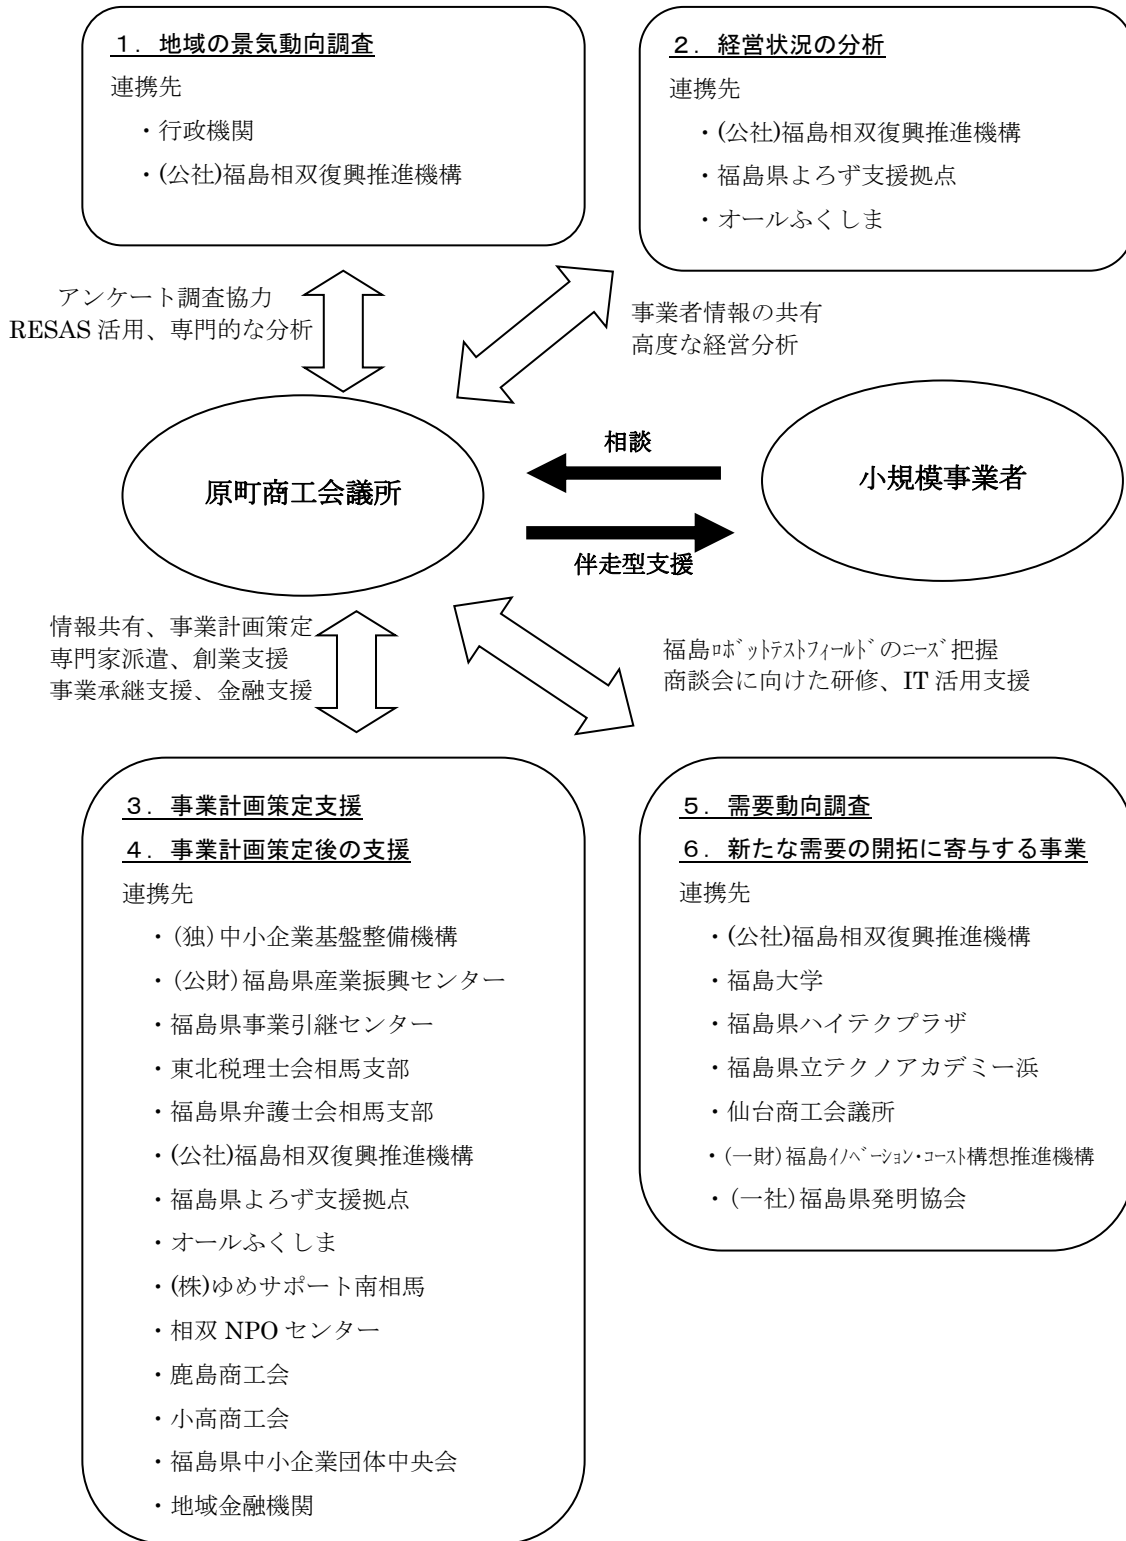 １．地域の景気動向調査
連携先
・行政機関
・(公社)福島相双復興推進機構
２．経営状況の分析
連携先
・(公社)福島相双復興推進機構
・福島県よろず支援拠点
・オールふくしま
アンケート調査協力
RESAS 活用、専門的な分析
事業者情報の共有
高度な経営分析
原町商工会議所
相談
伴走型支援
小規模事業者
情報共有、事業計画策定
専門家派遣、創業支援
事業承継支援、金融支援
福島ﾛﾎﾞｯﾄﾃｽﾄﾌｨｰﾙﾄﾞのﾆｰｽﾞ把握
商談会に向けた研修、IT 活用支援
３．事業計画策定支援
４．事業計画策定後の支援
連携先
・(独)中小企業基盤整備機構
・(公財)福島県産業振興センター
・福島県事業引継センター
・東北税理士会相馬支部
・福島県弁護士会相馬支部
・(公社)福島相双復興推進機構
・福島県よろず支援拠点
・オールふくしま
・(株)ゆめサポート南相馬
・相双 NPO センター
・鹿島商工会
・小高商工会
・福島県中小企業団体中央会
・地域金融機関
５．需要動向調査
６．新たな需要の開拓に寄与する事業
連携先
・(公社)福島相双復興推進機構
・福島大学
・福島県ハイテクプラザ
・福島県立テクノアカデミー浜
・仙台商工会議所
・(一財)福島ｲﾉﾍﾞｰｼｮﾝ・ｺｰｽﾄ構想推進機構
・(一社)福島県発明協会